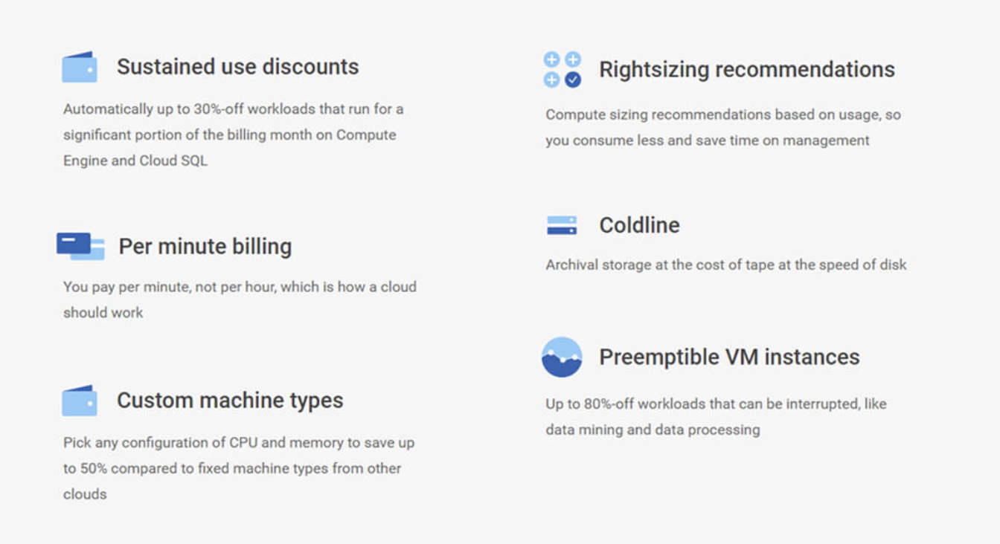 Sustained use discounts
Automatically up to 30%-off workloads that run for a
significant portion of the billing month on Compute
Engine and Cloud SQL
Per minute billing
You pay per minute, not per hour, which is how a cloud
should work
Custom machine types
Pick any configuration of CPU and memory to save up
to 50% compared to fixed machine types from other
clouds
Rightsizing recommendations
Compute sizing recommendations based on usage, so
you consume less and save time on management
Coldline
Archival storage at the cost of tape at the speed of disk
Preemptible VM instances
Up to 80%-off workloads that can be interrupted, like
data mining and data processing